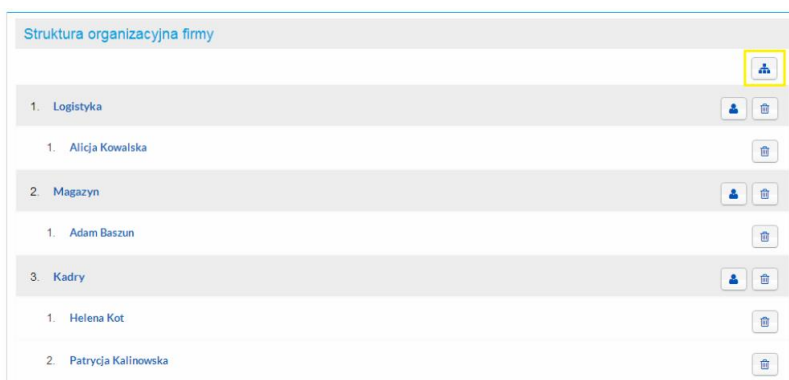 Struktura organizacyjna firmy
1. Logistyka
1. Alicja Kowalska
2. Magazyn
1. Adam Baszun
3. Kadry
1. Helena Kot
2. Patrycja Kalinowska